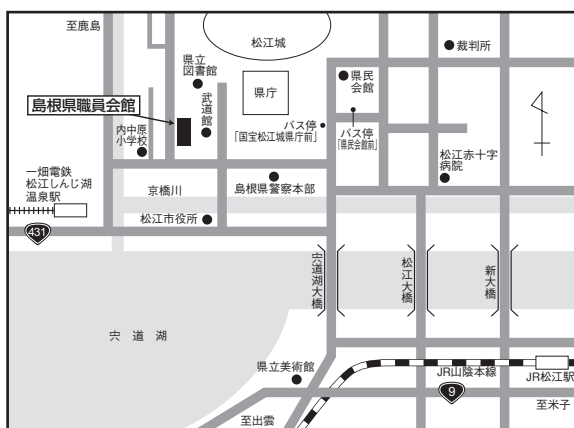 至鹿島
松江城
裁判所
県立
図書館
県民
会館
県庁
武道館
島根県職員会館
バス停
「国宝松江城県庁前」
バス停
「県民会館前」
内中原
小学校
松江赤十字
病院
一畑電鉄
松江しんじ湖
温泉駅
京橋川
島根県警察本部
松江市役所
431
宍道湖大橋
松江大橋
新大橋
宍道湖
県立美術館
JR山陰本線
JR松江駅
9
至出雲
至米子